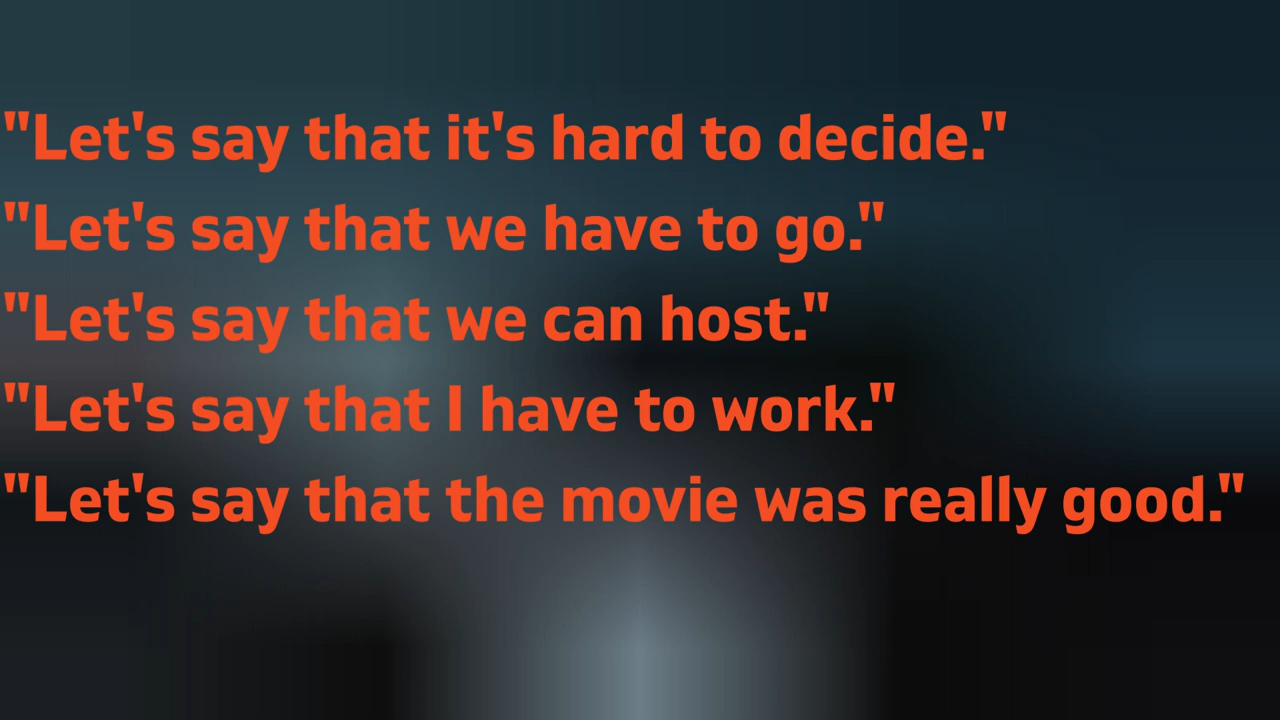 "Let's say that it's hard to decide."
"Let's say that we have to go."
"Let's say that we can host."
"Let's say that I have to work."
"Let's say that the movie was really good."